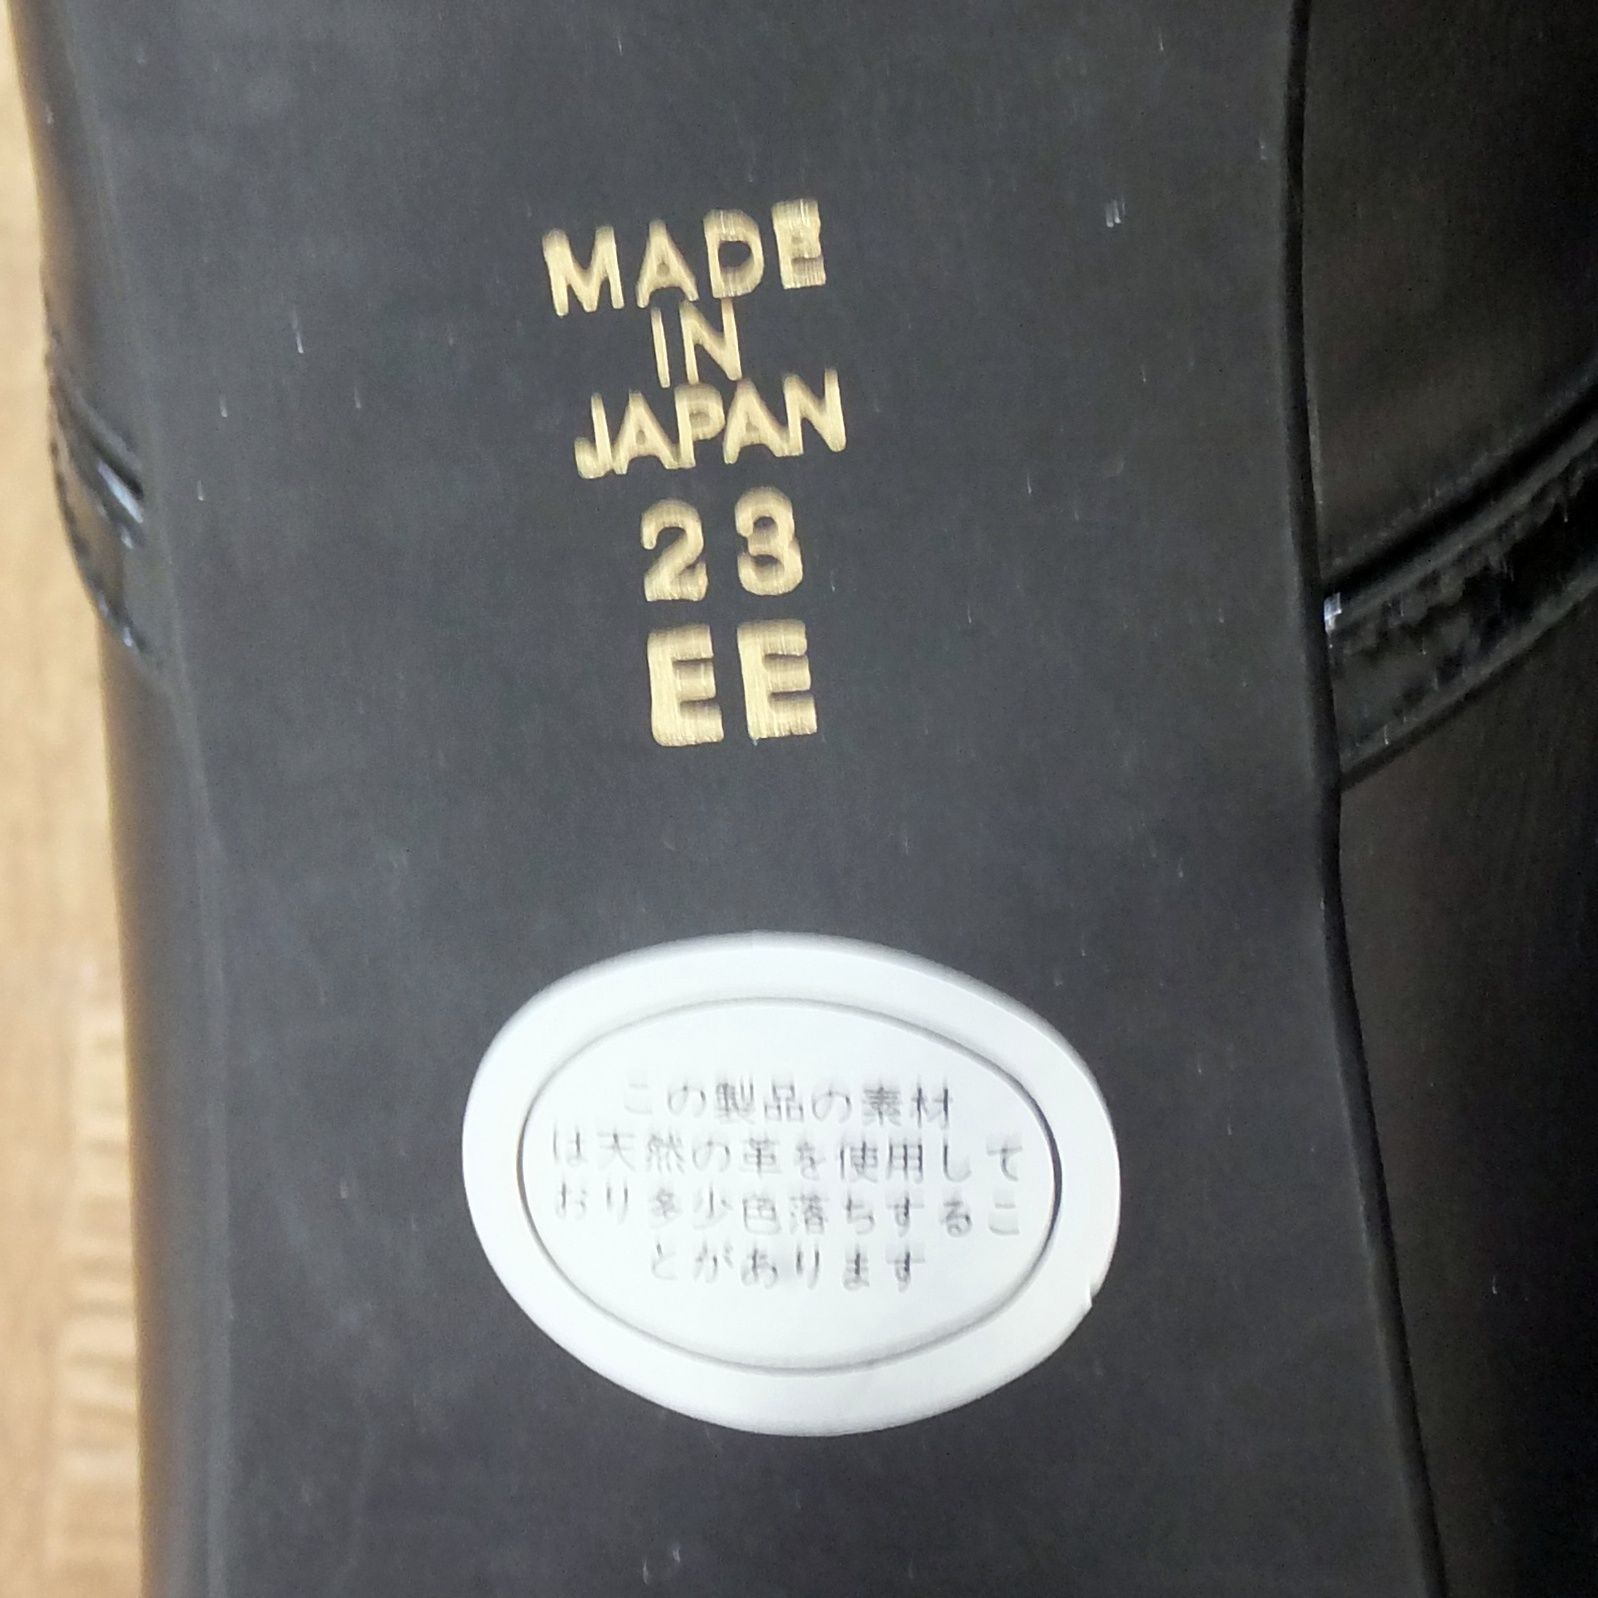 MADE
IN
JAPAN
23
EE
この製品の素材
は天然の革を使用して
おり多少色落ちするこ
とがあります